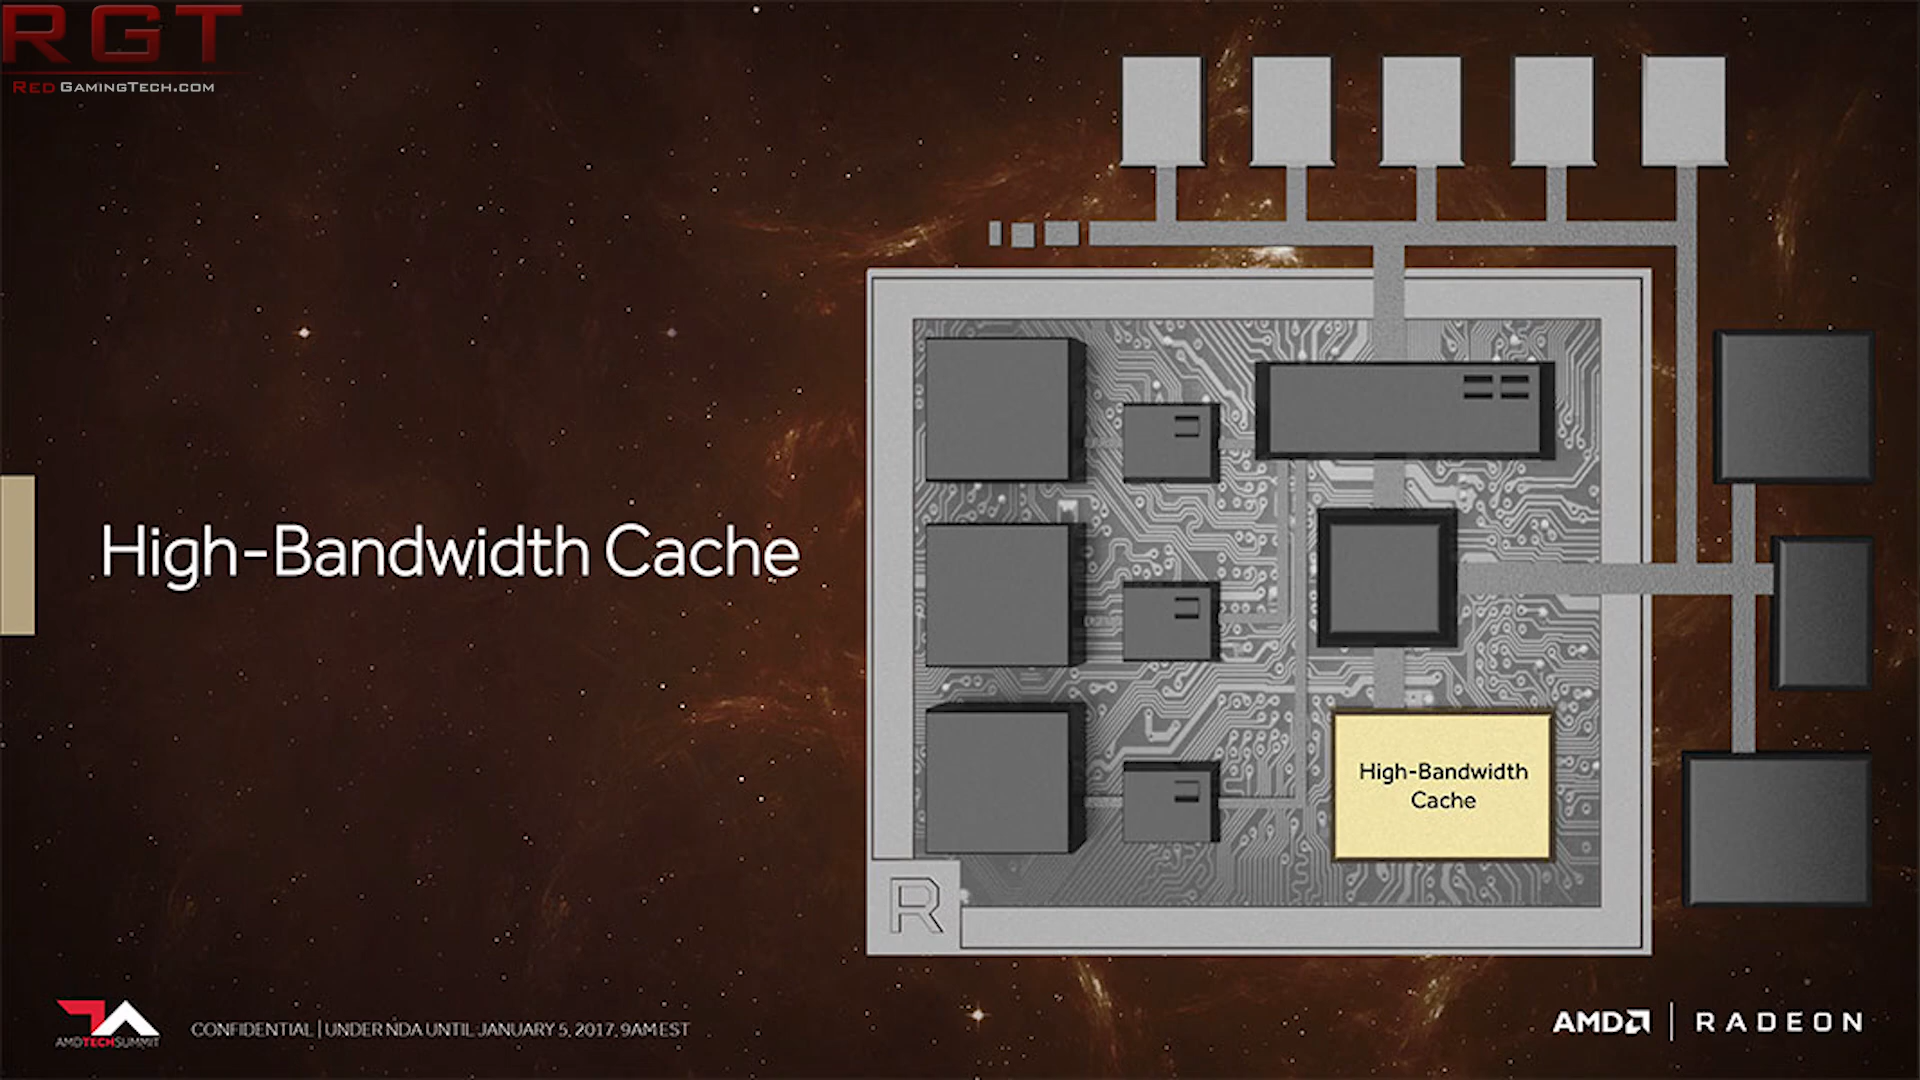 RGT
REDGAMINGTECH.COM
High-Bandwidth Cache
High-Bandwidth
Cache
R
AMDTECHSUMMIT
CONFIDENTIAL | UNDER NDA UNTIL JANUARY 5, 2017, 9AM EST
AMD | RADEON